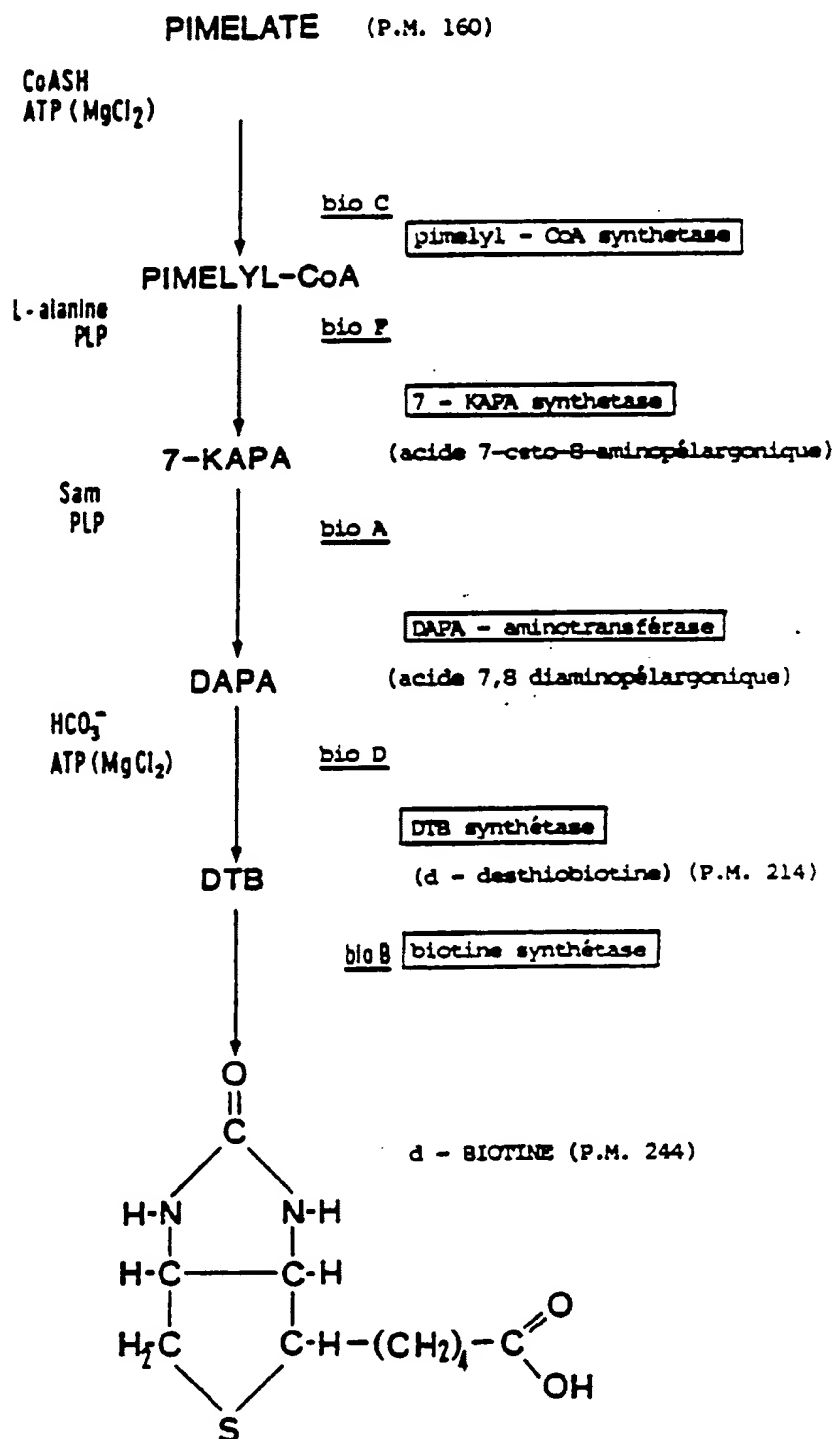 PIMELATE (P.M. 160)
CoASH
ATP (MgCl₂)
bio C
pimelyl - CoA synthetase
PIMELYL-CoA
L-alanine
PLP
bio F
7 - KAPA synthetase
7-KAPA (acide 7-ceto-8-aminopélargonique)
Sam
PLP
bio A
DAPA - aminotransférase
DAPA (acide 7,8 diaminopélargonique)
HCO₃⁻
ATP (MgCl₂)
bio D
DTB synthétase
DTB (d - desthiobiotine) (P.M. 214)
bio B biotine synthétase
O
C
d - BIOTINE (P.M. 244)
H-N N-H
H-C C-H
O
H₂-C C-H-(CH₂)₄-C
OH
S